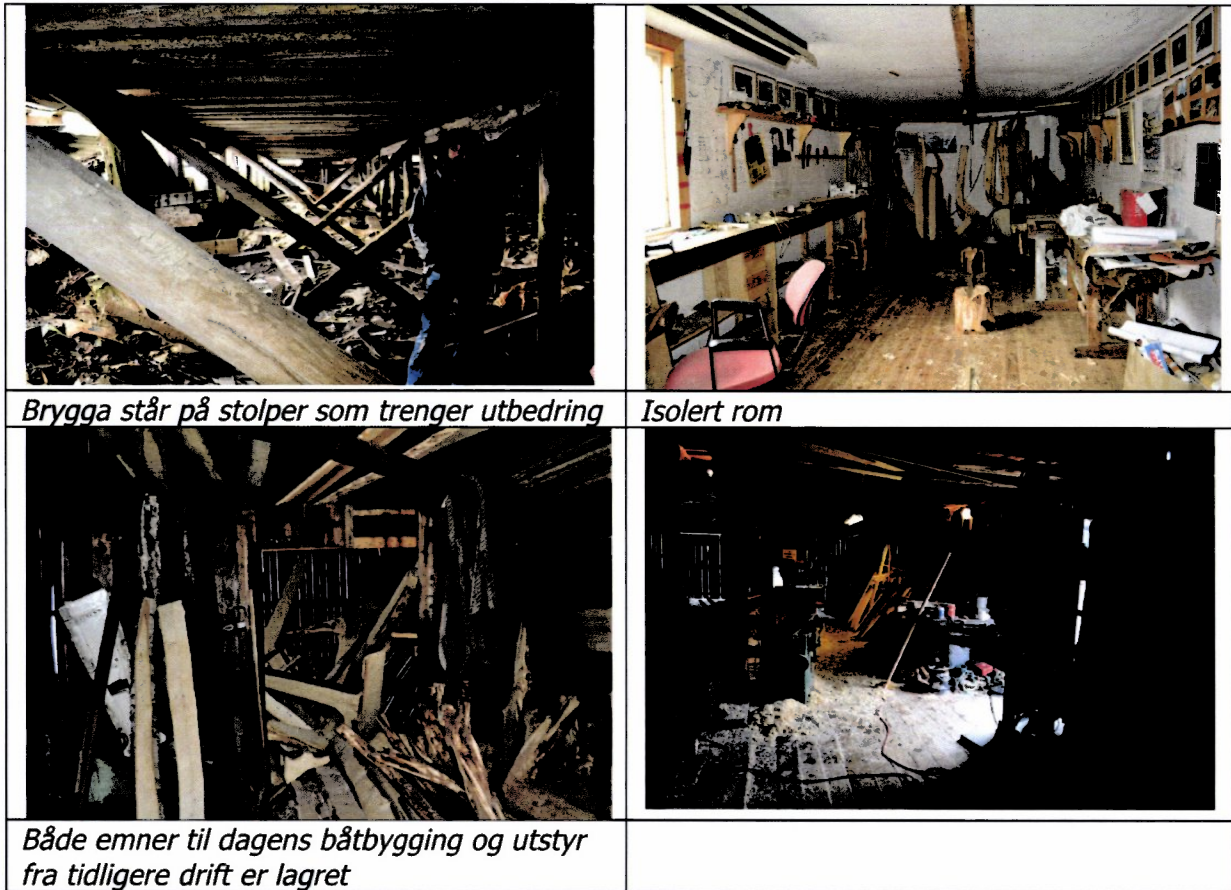 Brygga står på stolper som trenger utbedring
Isolert rom
Både emner til dagens båtbygging og utstyr
fra tidligere drift er lagret